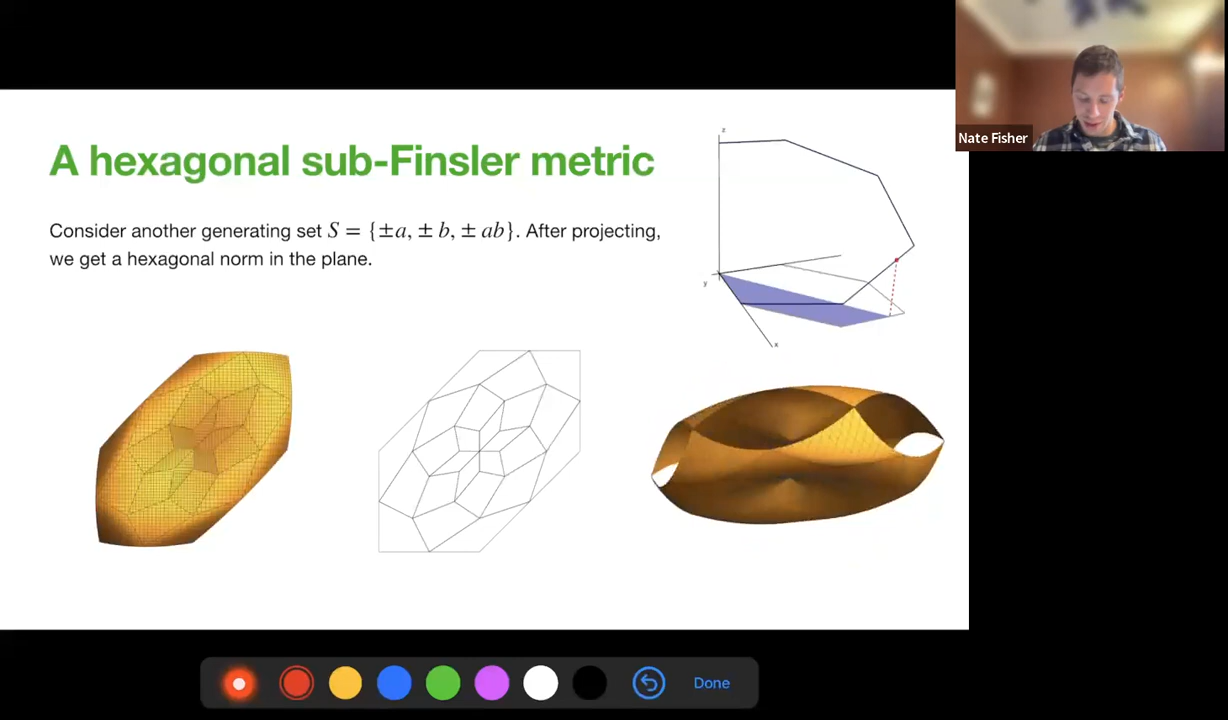 A hexagonal sub-Finsler metric
Consider another generating set S = {±a, ± b, ± ab}. After projecting,
we get a hexagonal norm in the plane.
z
y
x
Nate Fisher
Done